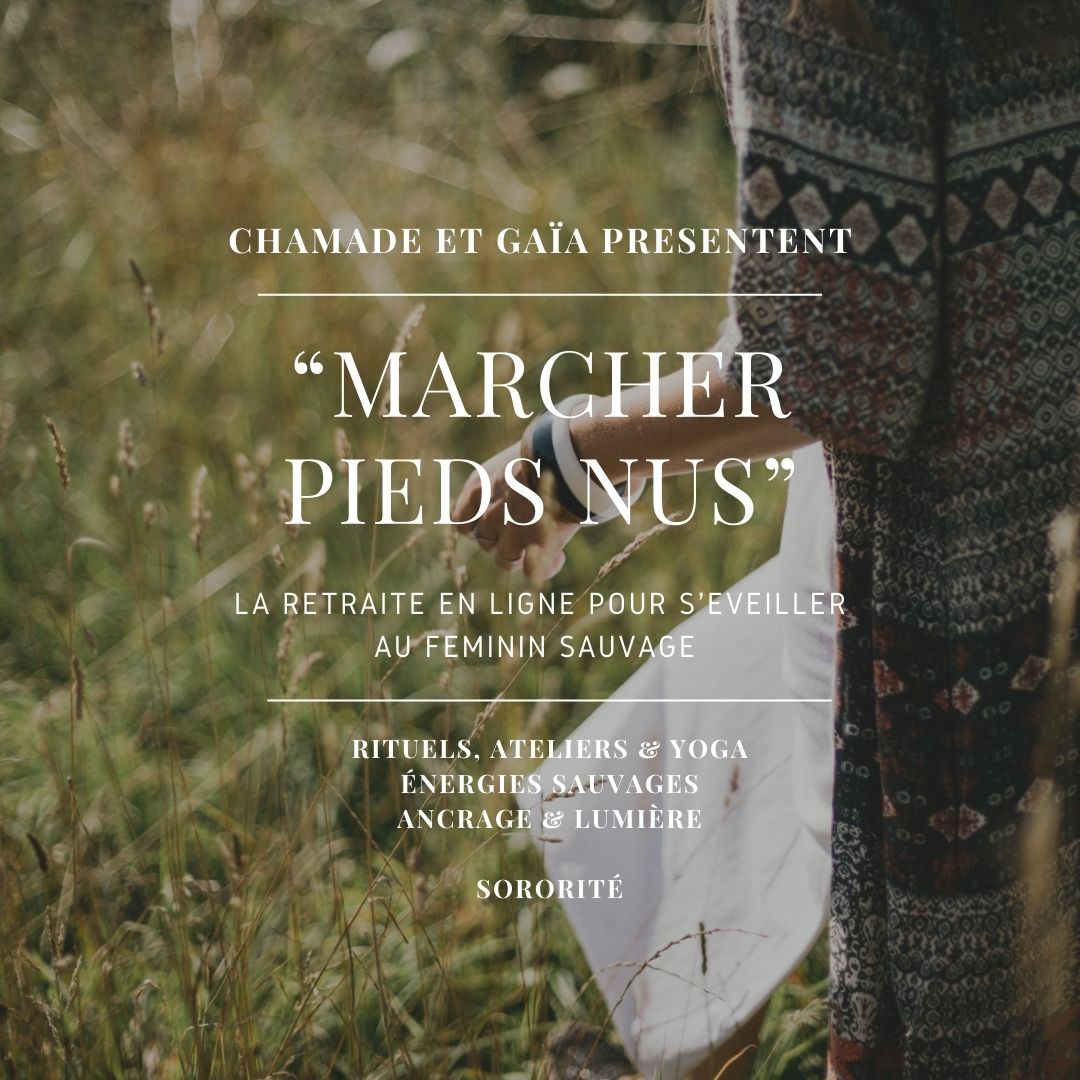 CHAMADE ET GAÏA PRESENTENT
“MARCHER
PIEDS NUS”
LA RETRAITE EN LIGNE POUR S’EVEILLER
AU FEMININ SAUVAGE
RITUELS, ATELIERS & YOGA
ÉNERGIES SAUVAGES
ANCRAGE & LUMIÈRE
SORORITÉ